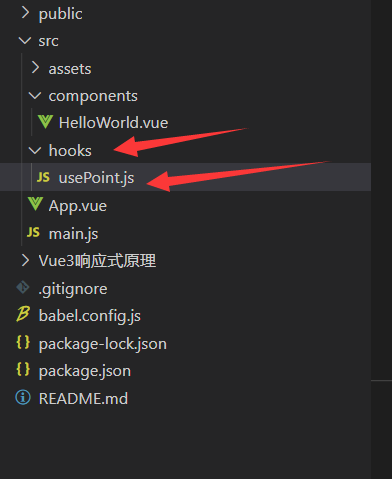 public
src
assets
components
HelloWorld.vue
hooks
JS usePoint.js
App.vue
JS main.js
Vue3响应式原理
.gitignore
babel.config.js
{ } package-lock.json
{ } package.json
README.md